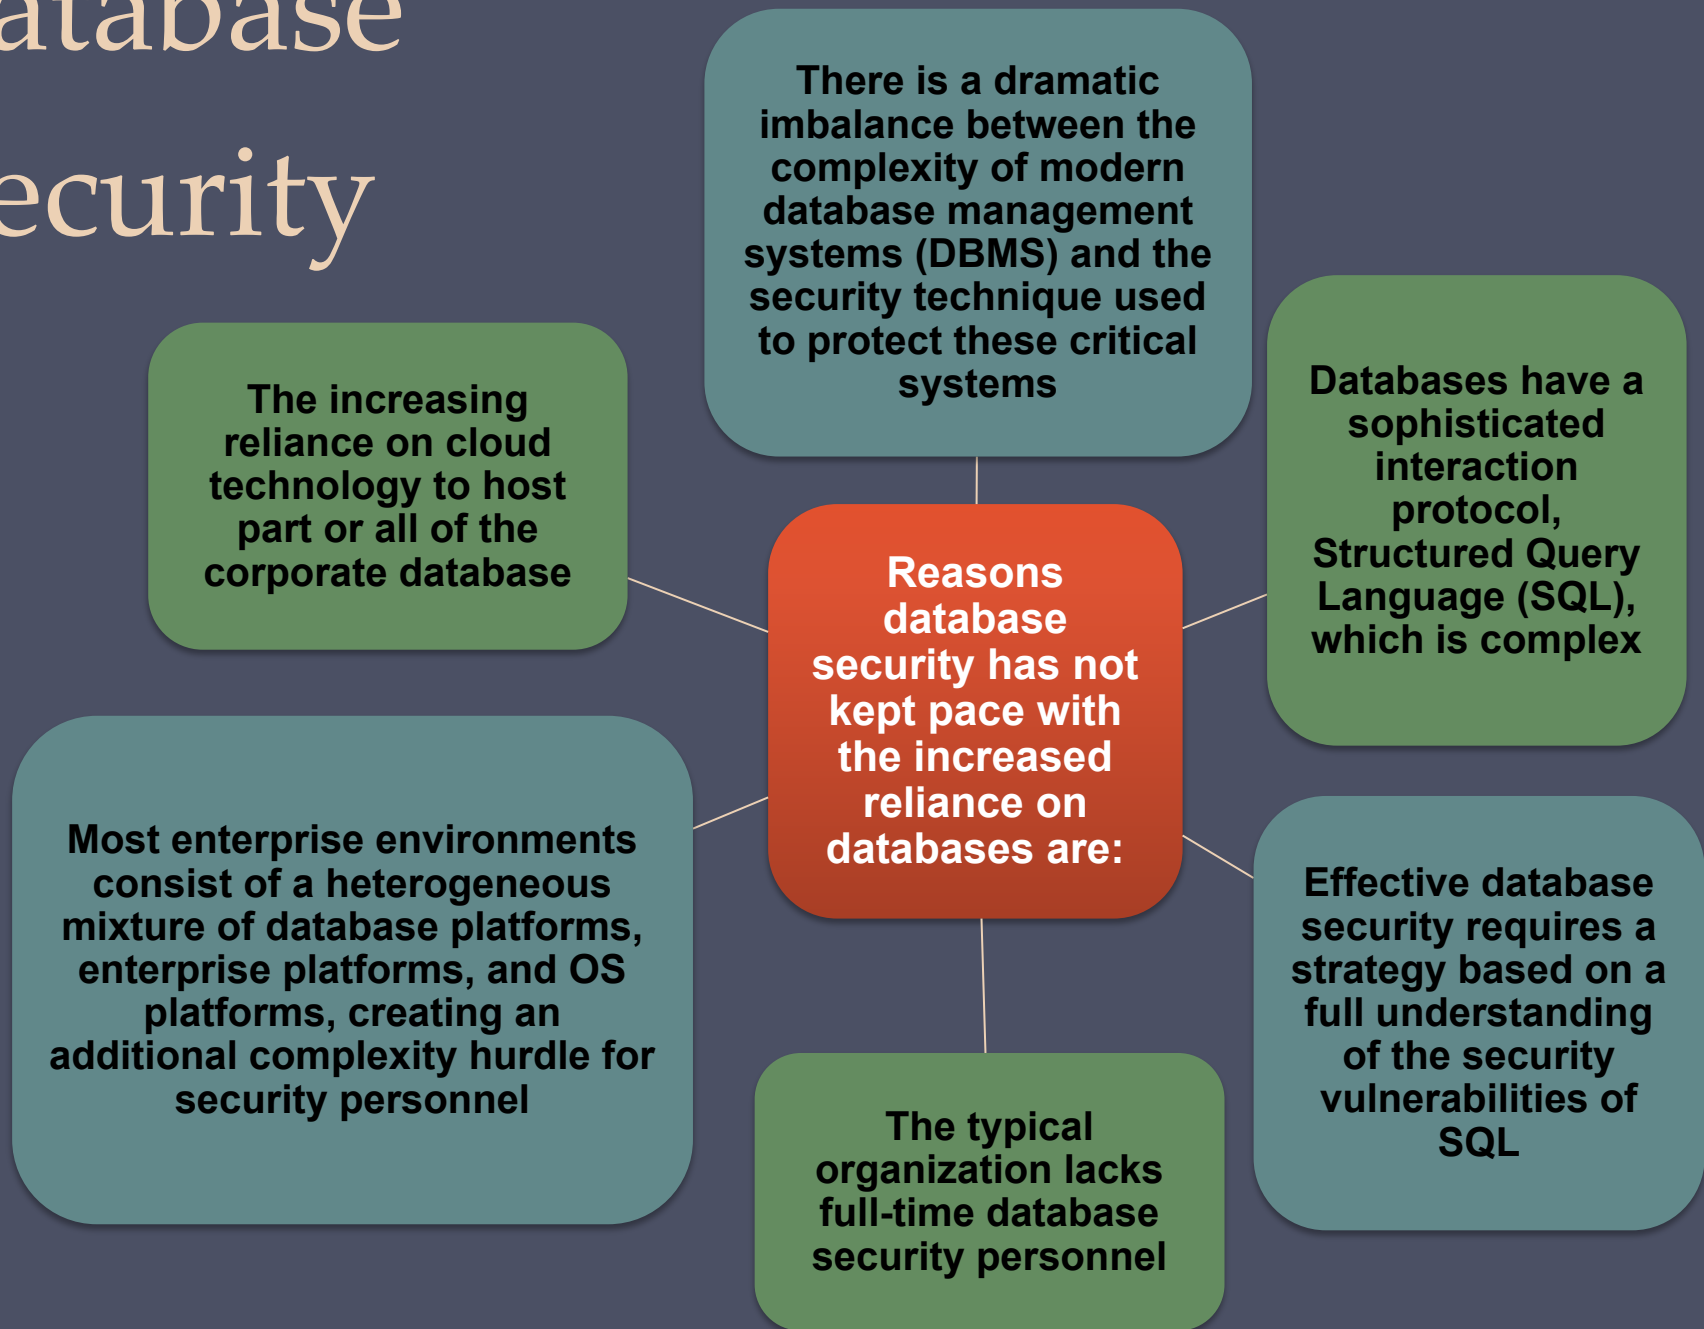 atabase
ecurity
There is a dramatic
imbalance between the
complexity of modern
database management
systems (DBMS) and the
security technique used
to protect these critical
systems
Databases have a
sophisticated
interaction
protocol,
Structured Query
Language (SQL),
which is complex
Effective database
security requires a
strategy based on a
full understanding
of the security
vulnerabilities of
SQL
The typical
organization lacks
full-time database
security personnel
Most enterprise environments
consist of a heterogeneous
mixture of database platforms,
enterprise platforms, and OS
platforms, creating an
additional complexity hurdle for
security personnel
The increasing
reliance on cloud
technology to host
part or all of the
corporate database
Reasons
database
security has not
kept pace with
the increased
reliance on
databases are: